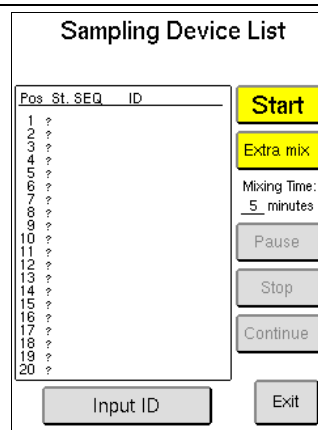 Sampling Device List
Pos St. SEQ ID
1 ?
2 ?
3 ?
4 ?
5 ?
6 ?
7 ?
8 ?
9 ?
10 ?
11 ?
12 ?
13 ?
14 ?
15 ?
16 ?
17 ?
18 ?
19 ?
20 ?
Start
Extra mix
Mixing Time:
5 minutes
Pause
Stop
Continue
Input ID
Exit